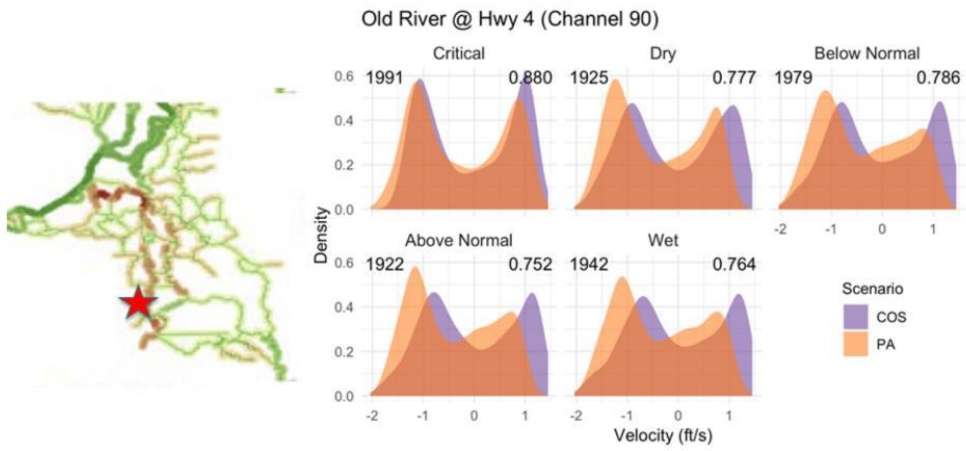 Old River @ Hwy 4 (Channel 90)
Critical
Dry
Below Normal
0.6
0.4
0.2
0.0
1991
0.880
1925
0.777
1979
0.786
-2
-1
0
1
Density
Above Normal
Wet
0.6
0.4
0.2
0.0
1922
0.752
1942
0.764
-2
-1
0
1
-2
-1
0
1
Velocity (ft/s)
Scenario
COS
PA